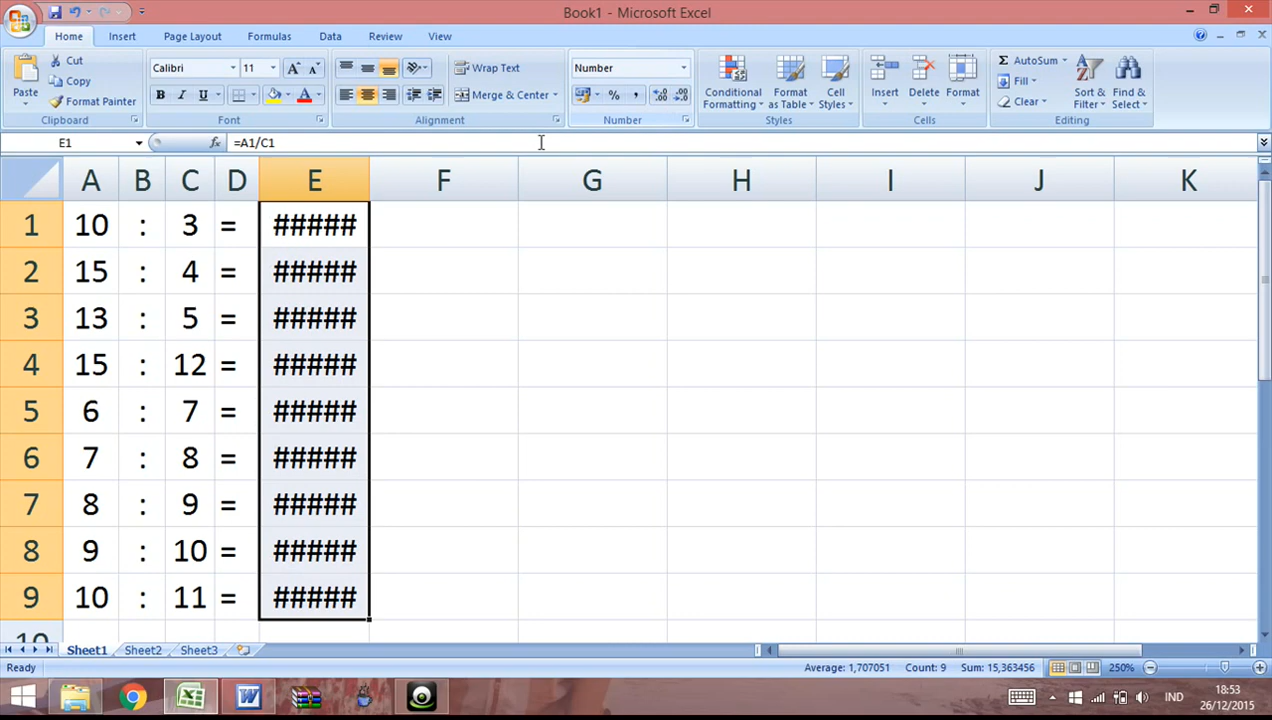 Book1 - Microsoft Excel
Home Insert Page Layout Formulas Data Review View
Paste
Cut
Copy
Format Painter
Clipboard
Calibri 11
B I U
Font
Wrap Text
Merge & Center
Alignment
Number
%
Number
Conditional Formatting
Format as Table
Cell Styles
Styles
Insert
Delete
Format
Cells
AutoSum
Fill
Clear
Sort & Filter
Find & Select
Editing
E1 fx =A1/C1
A B C D E F G H I J K
1 10 : 3 = #####
2 15 : 4 = #####
3 13 : 5 = #####
4 15 : 12 = #####
5 6 : 7 = #####
6 7 : 8 = #####
7 8 : 9 = #####
8 9 : 10 = #####
9 10 : 11 = #####
10
Sheet1 Sheet2 Sheet3
Ready Average: 1,707051 Count: 9 Sum: 15,363456 250%
IND
18:53
26/12/2015